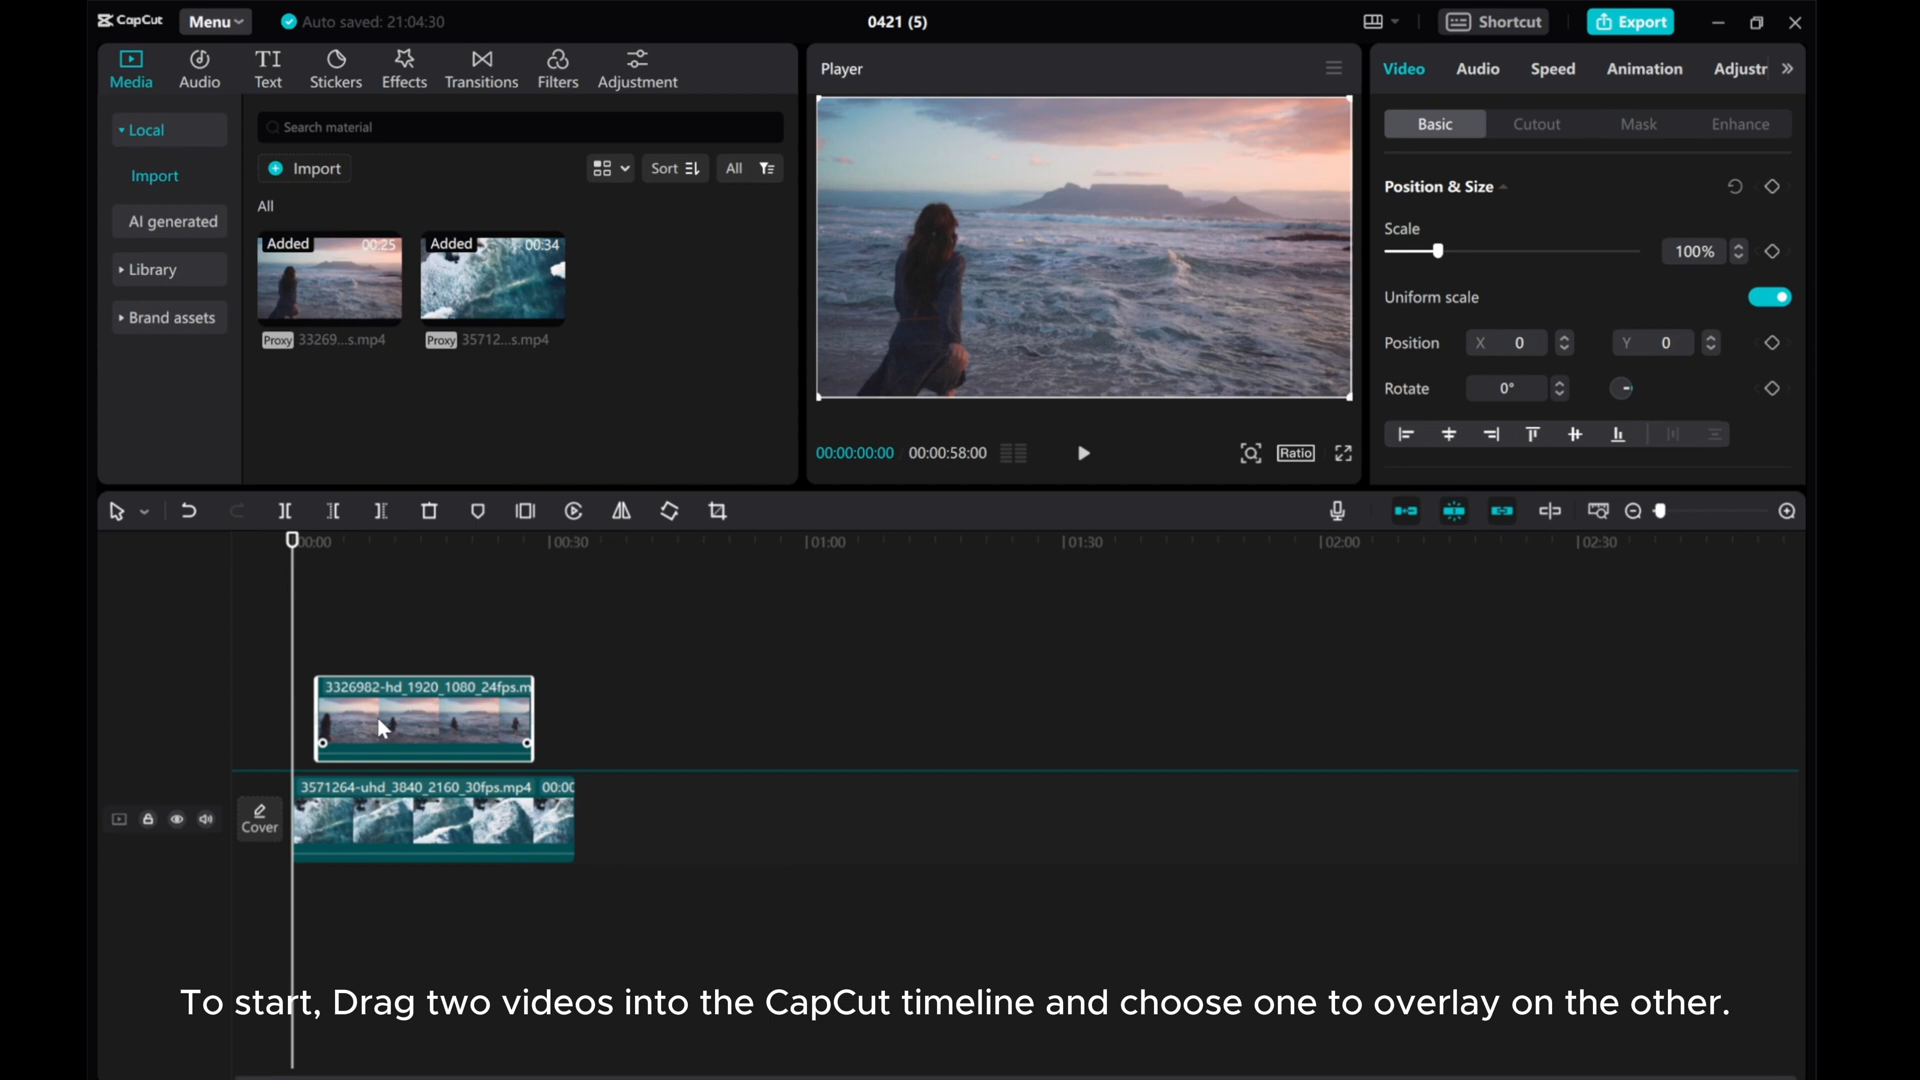 CapCut
Menu
Auto saved: 21:04:30
0421 (5)
Shortcut
Export
Media
Audio
Text
Stickers
Effects
Transitions
Filters
Adjustment
Local
Import
AI generated
Library
Brand assets
Search material
Import
Sort
All
All
Added 00:25
Added 00:34
Proxy 33269...s.mp4
Proxy 35712...s.mp4
Player
00:00:00:00 00:00:58:00
Ratio
Video Audio Speed Animation Adjustr
Basic Cutout Mask Enhance
Position & Size
Scale
100%
Uniform scale
Position X 0 Y 0
Rotate 0°
00:00 00:30 01:00 01:30 02:00 02:30
3326982-hd_1920_1080_24fps.m
3571264-uhd_3840_2160_30fps.mp4 00:00
Cover
To start, Drag two videos into the CapCut timeline and choose one to overlay on the other.